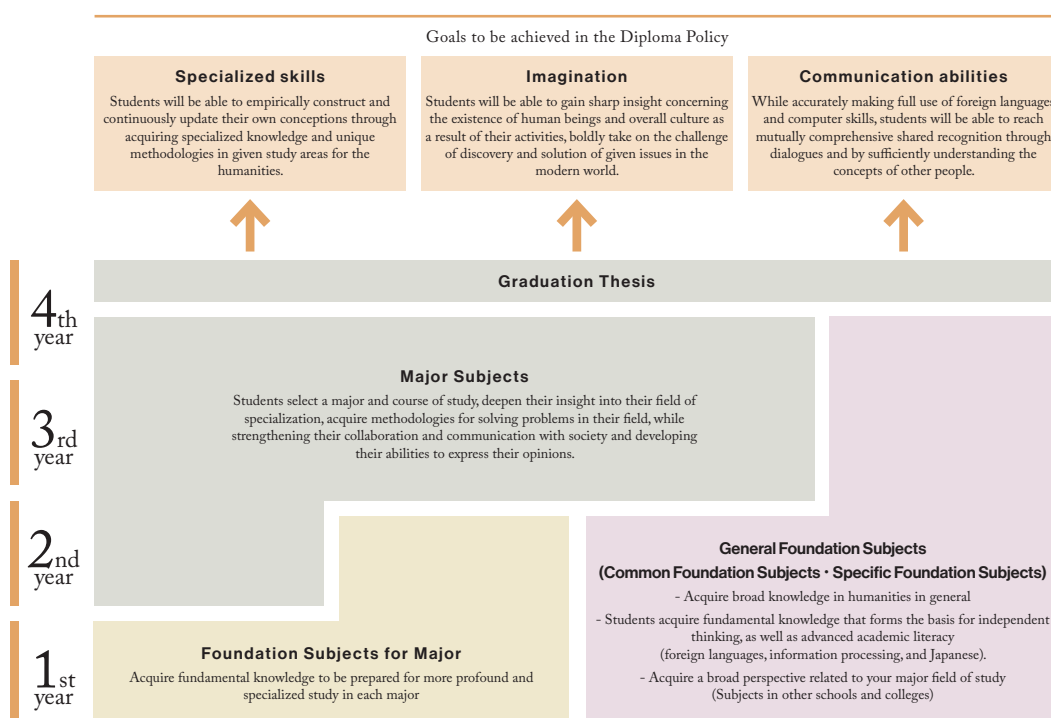 Goals to be achieved in the Diploma Policy
Specialized skills
Students will be able to empirically construct and
continuously update their own conceptions through
acquiring specialized knowledge and unique
methodologies in given study areas for the
humanities.
Imagination
Students will be able to gain sharp insight concerning
the existence of human beings and overall culture as
a result of their activities, boldly take on the challenge
of discovery and solution of given issues in the
modern world.
Communication abilities
While accurately making full use of foreign languages
and computer skills, students will be able to reach
mutually comprehensive shared recognition through
dialogues and by sufficiently understanding the
concepts of other people.
4th
year
Graduation Thesis
Major Subjects
Students select a major and course of study, deepen their insight into their field of
specialization, acquire methodologies for solving problems in their field, while
strengthening their collaboration and communication with society and developing
their abilities to express their opinions.
3rd
year
2nd
year
General Foundation Subjects
(Common Foundation Subjects・Specific Foundation Subjects)
- Acquire broad knowledge in humanities in general
- Students acquire fundamental knowledge that forms the basis for independent
thinking, as well as advanced academic literacy
(foreign languages, information processing, and Japanese).
- Acquire a broad perspective related to your major field of study
(Subjects in other schools and colleges)
1st
year
Foundation Subjects for Major
Acquire fundamental knowledge to be prepared for more profound and
specialized study in each major